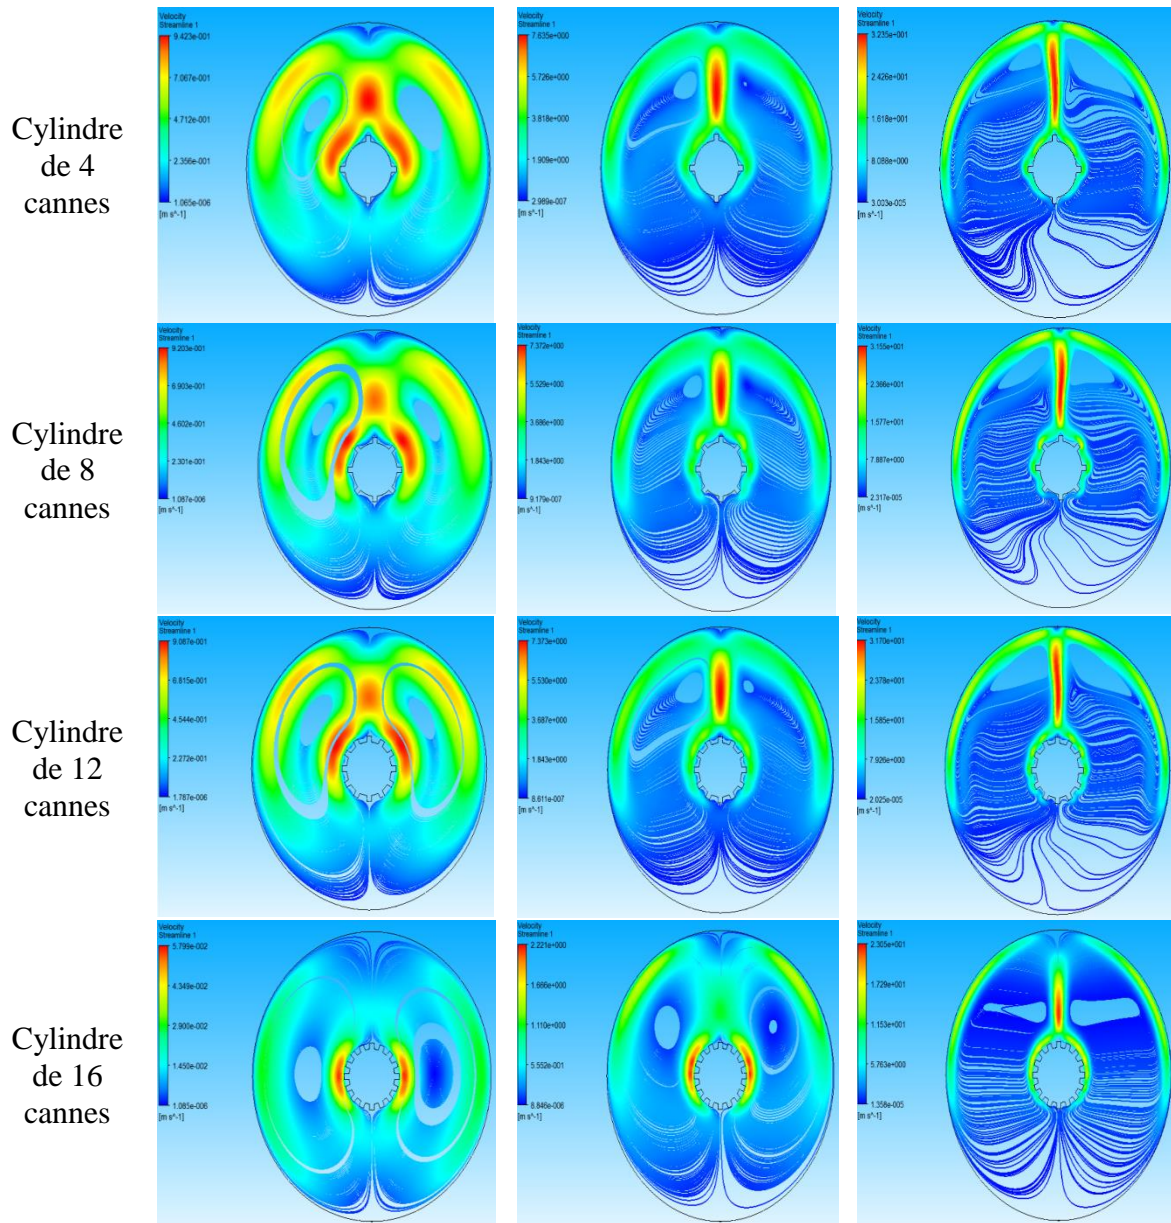 Cylindre
de 4
cannes
Velocity
Streamline 1
9.423e-001
7.067e-001
4.712e-001
2.356e-001
1.065e-006
[m s^-1]
Velocity
Streamline 1
7.635e+000
5.726e+000
3.818e+000
1.909e+000
2.989e-007
[m s^-1]
Velocity
Streamline 1
3.235e+001
2.426e+001
1.618e+001
8.088e+000
3.003e-005
[m s^-1]
Cylindre
de 8
cannes
Velocity
Streamline 1
9.203e-001
6.903e-001
4.602e-001
2.301e-001
1.087e-006
[m s^-1]
Velocity
Streamline 1
7.372e+000
5.529e+000
3.686e+000
1.843e+000
9.179e-007
[m s^-1]
Velocity
Streamline 1
3.155e+001
2.366e+001
1.577e+001
7.887e+000
2.317e-005
[m s^-1]
Cylindre
de 12
cannes
Velocity
Streamline 1
9.087e-001
6.815e-001
4.544e-001
2.272e-001
1.787e-006
[m s^-1]
Velocity
Streamline 1
7.373e+000
5.530e+000
3.687e+000
1.843e+000
8.611e-007
[m s^-1]
Velocity
Streamline 1
3.170e+001
2.378e+001
1.585e+001
7.926e+000
2.025e-005
[m s^-1]
Cylindre
de 16
cannes
Velocity
Streamline 1
5.799e-002
4.349e-002
2.900e-002
1.450e-002
1.085e-006
[m s^-1]
Velocity
Streamline 1
2.221e+000
1.666e+000
1.110e+000
5.552e-001
8.846e-006
[m s^-1]
Velocity
Streamline 1
2.305e+001
1.729e+001
1.153e+001
5.763e+000
1.358e-005
[m s^-1]